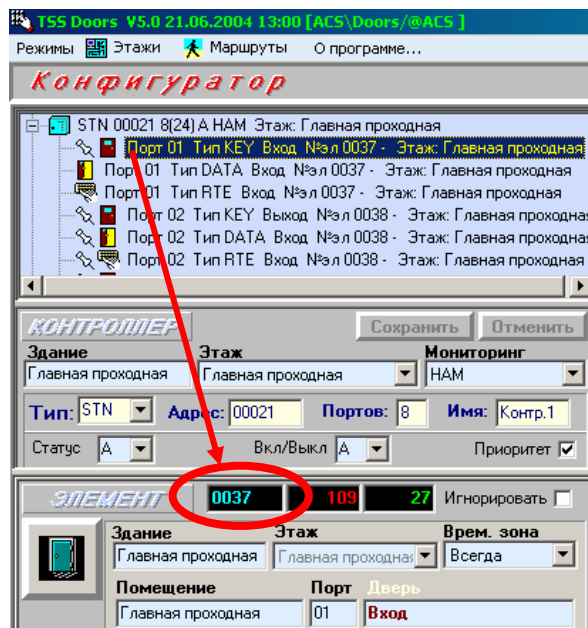 TSS Doors V5.0 21.06.2004 13:00 [ACS\Doors/@ACS ]
Режимы Этажи Маршруты О программе...
Конфигуратор
STN 00021 8(24) A НАМ Этаж: Главная проходная
Порт 01 Тип KEY Вход №эл 0037 - Этаж: Главная проходная
Порт 01 Тип DATA Вход №эл 0037 - Этаж: Главная проходная
Порт 01 Тип RTE Вход №эл 0037 - Этаж: Главная проходная
Порт 02 Тип KEY Выход №эл 0038 - Этаж: Главная проходна
Порт 02 Тип DATA Вход №эл 0038 - Этаж: Главная проходна
Порт 02 Тип RTE Вход №эл 0038 - Этаж: Главная проходная
КОНТРОЛЛЕР Сохранить Отменить
Здание Этаж Мониторинг
Главная проходная Главная проходная НАМ
Тип: STN Адрес: 00021 Портов: 8 Имя: Контр.1
Статус A Вкл/Выкл A Приоритет
ЭЛЕМЕНТ 0037 109 27 Игнорировать
Здание Этаж Врем. зона
Главная проходная Главная проходная Всегда
Помещение Порт Дверь
Главная проходная 01 Вход